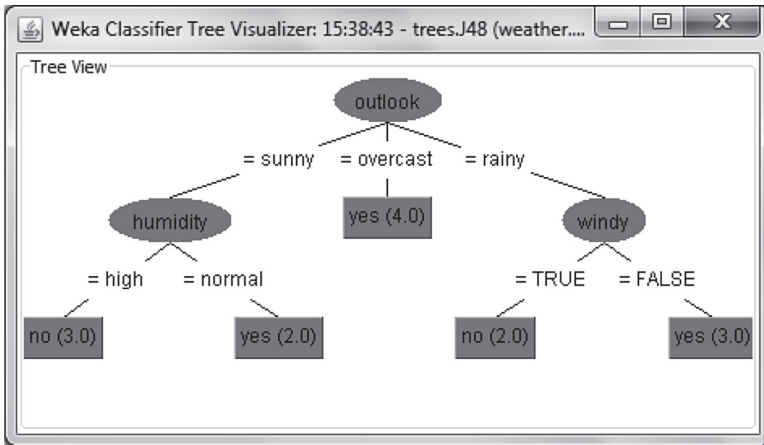 Weka Classifier Tree Visualizer: 15:38:43 - trees.J48 (weather....
Tree View
outlook
= sunny
= overcast
= rainy
humidity
yes (4.0)
windy
= high
= normal
= TRUE
= FALSE
no (3.0)
yes (2.0)
no (2.0)
yes (3.0)